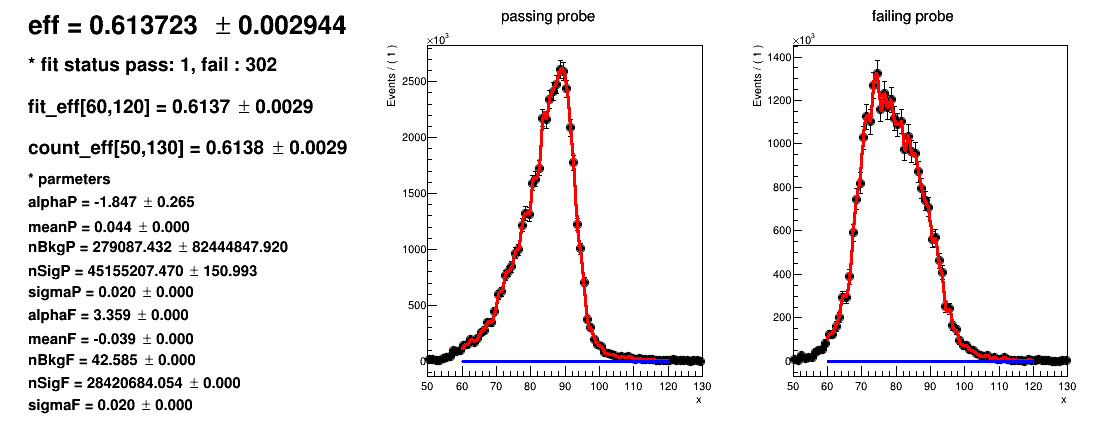 eff = 0.613723 ± 0.002944
* fit status pass: 1, fail : 302
fit_eff[60,120] = 0.6137 ± 0.0029
count_eff[50,130] = 0.6138 ± 0.0029
* parmeters
alphaP = -1.847 ± 0.265
meanP = 0.044 ± 0.000
nBkgP = 279087.432 ± 82444847.920
nSigP = 45155207.470 ± 150.993
sigmaP = 0.020 ± 0.000
alphaF = 3.359 ± 0.000
meanF = -0.039 ± 0.000
nBkgF = 42.585 ± 0.000
nSigF = 28420684.054 ± 0.000
sigmaF = 0.020 ± 0.000
passing probe
×10³
Events / ( 1 )
2500
2000
1500
1000
500
0
50 60 70 80 90 100 110 120 130
x
failing probe
×10³
Events / ( 1 )
1400
1200
1000
800
600
400
200
0
50 60 70 80 90 100 110 120 130
x